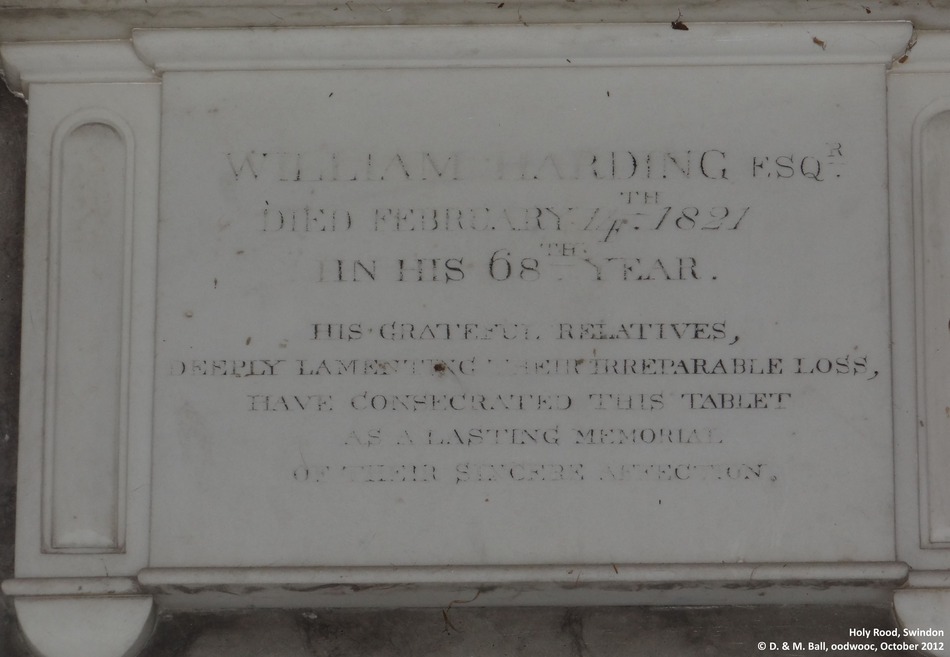 WILLIAM HARDING ESQR.
DIED FEBRUARY 1821
IN HIS 68TH. YEAR.
HIS GRATEFUL RELATIVES,
DEEPLY LAMENTING THEIR IRREPARABLE LOSS,
HAVE CONSECRATED THIS TABLET
AS A LASTING MEMORIAL
OF THEIR SINCERE AFFECTION.
Holy Rood, Swindon
© D. & M. Ball, oodwooc, October 2012